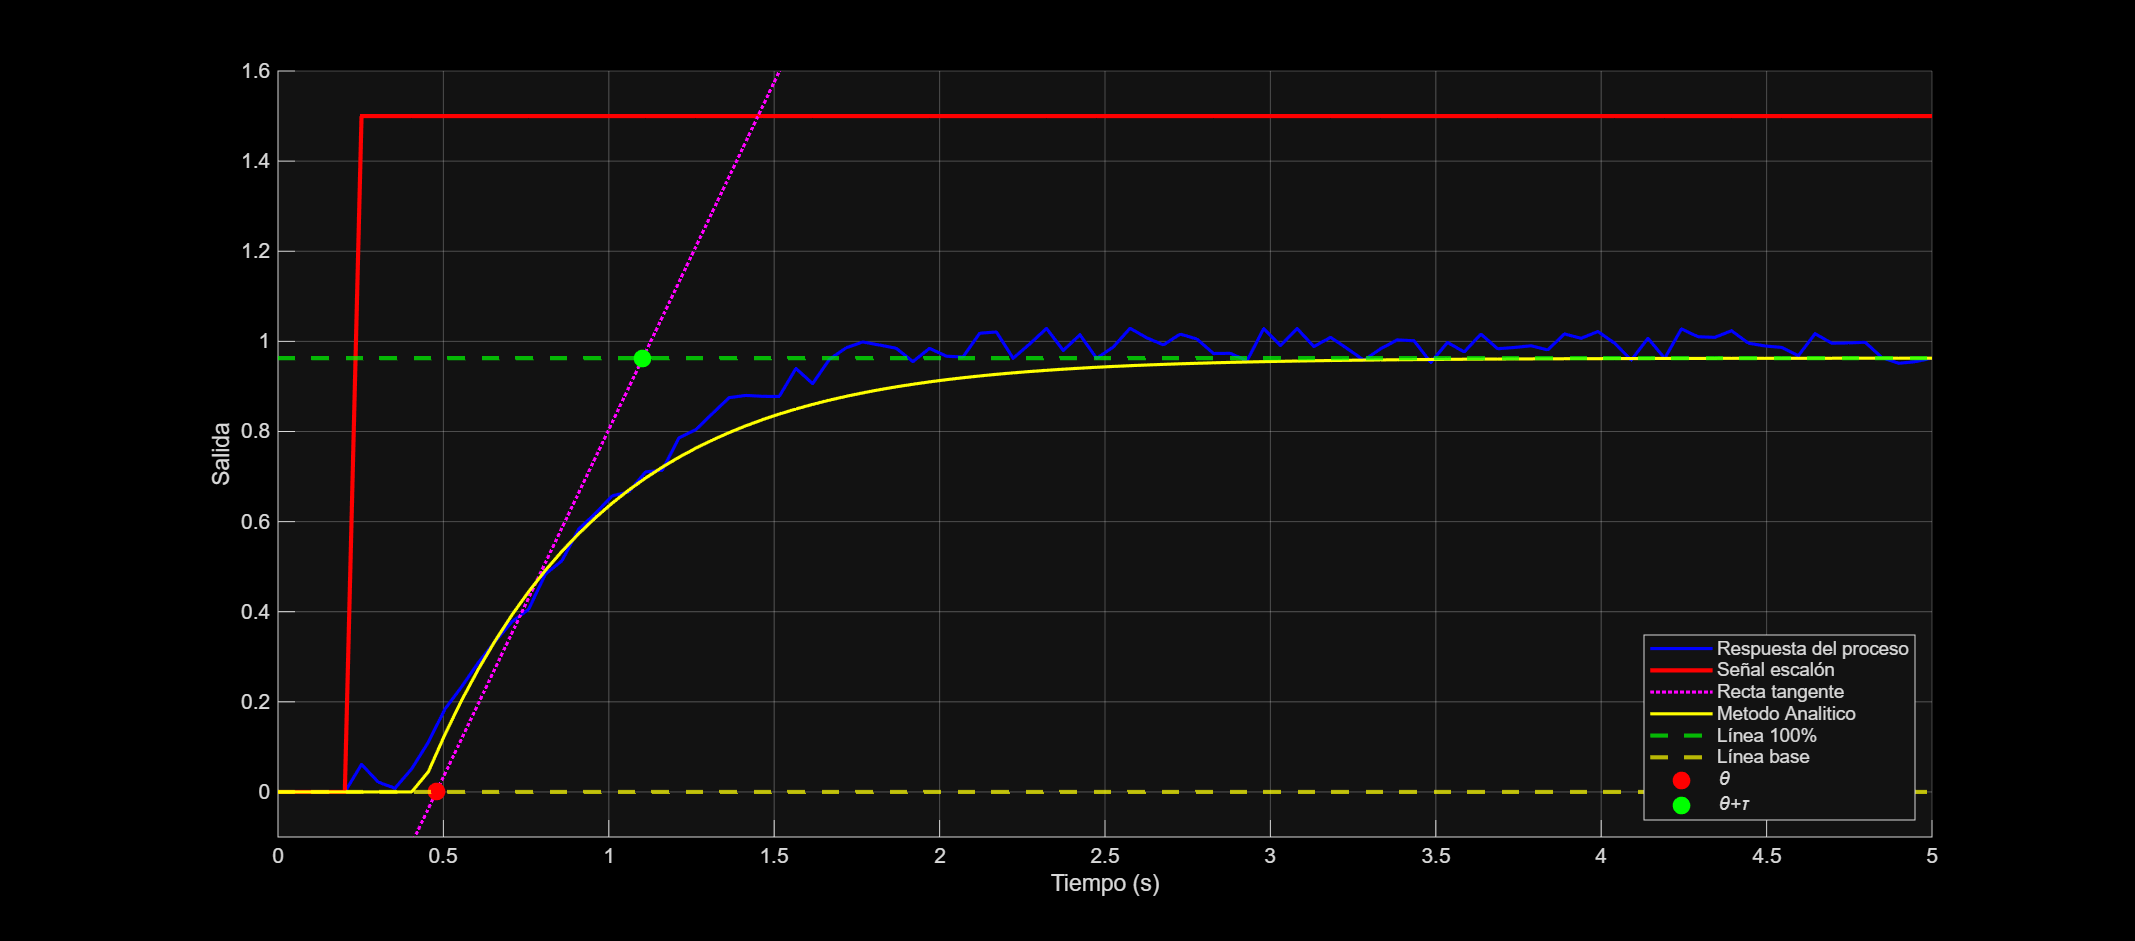 1.6
1.4
1.2
1
0.8
0.6
0.4
0.2
0
Salida
0
0.5
1
1.5
2
2.5
3
3.5
4
4.5
5
Tiempo (s)
Respuesta del proceso
Señal escalón
Recta tangente
Metodo Analitico
Línea 100%
Línea base
θ
θ+τ